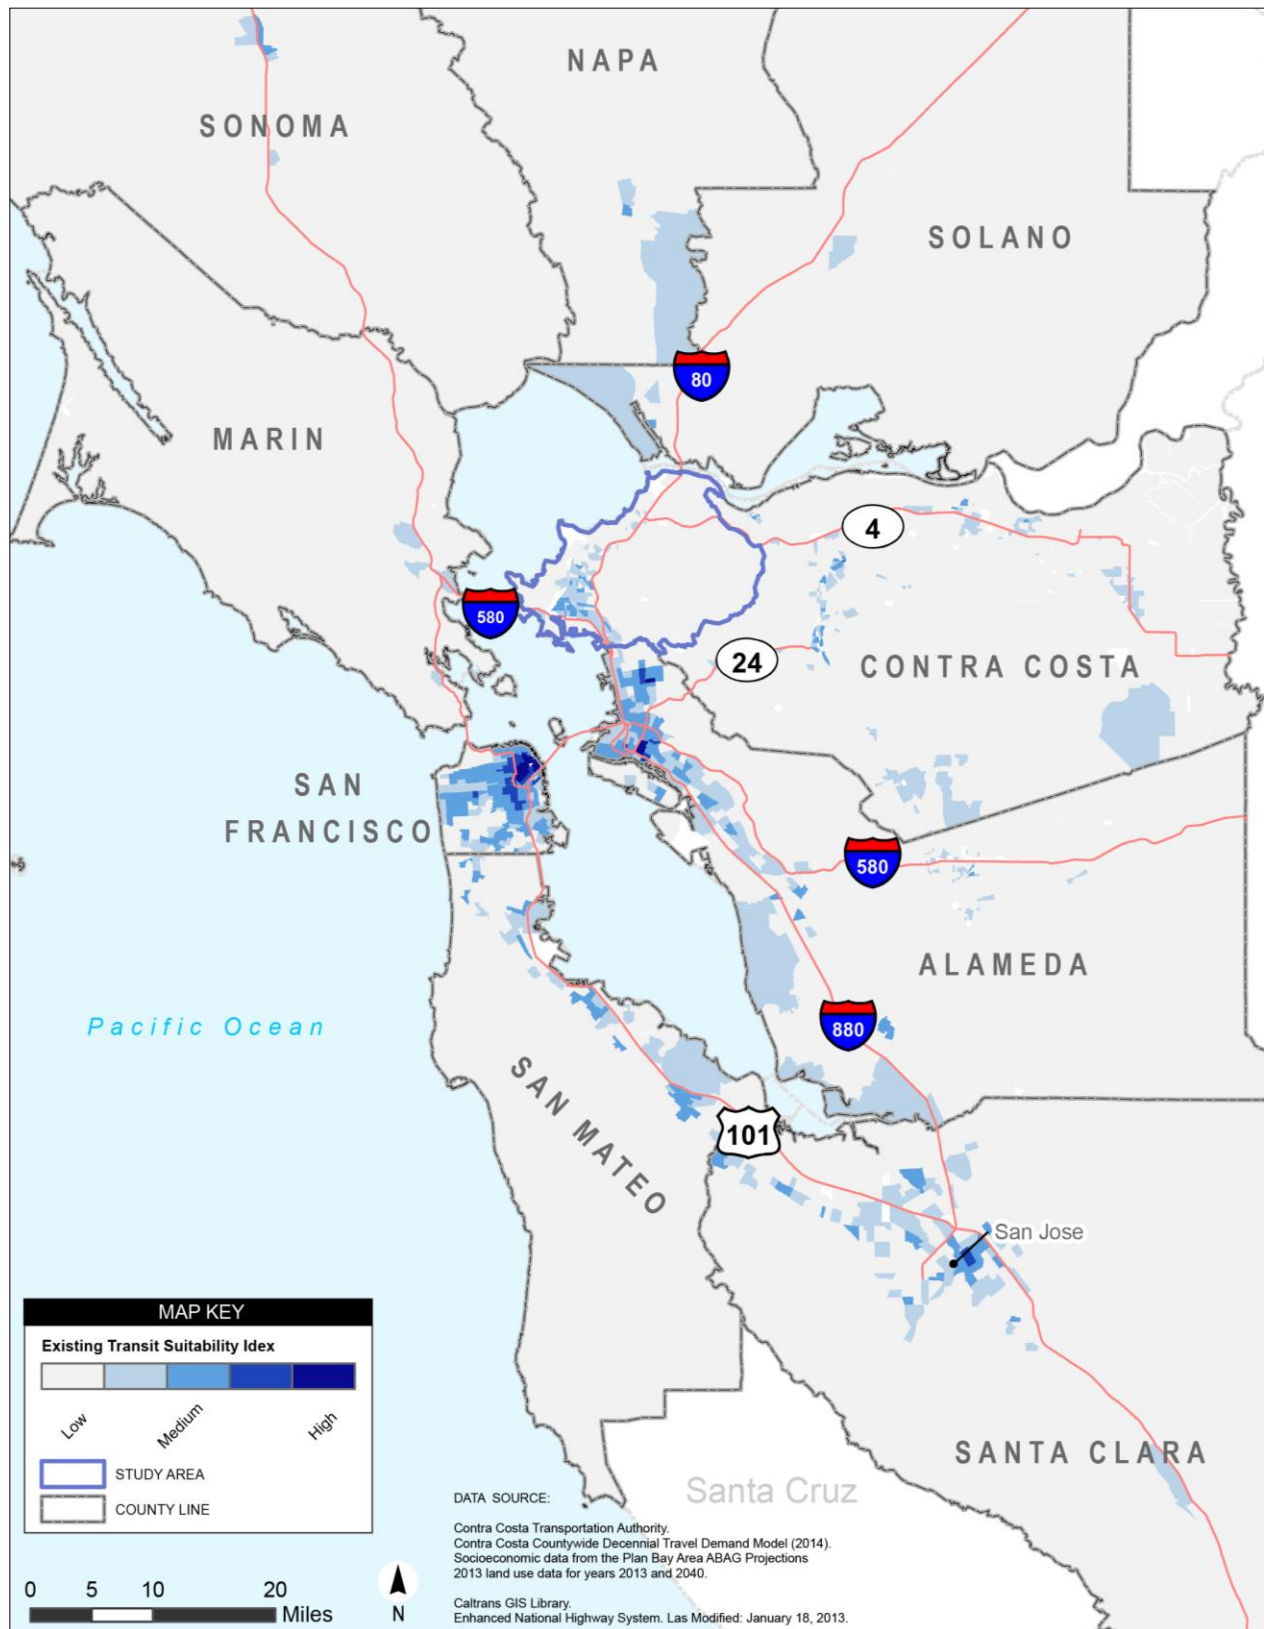 NAPA
SONOMA
SOLANO
80
MARIN
4
580
24
CONTRA COSTA
SAN
FRANCISCO
580
ALAMEDA
Pacific Ocean
880
SAN MATEO
101
San Jose
MAP KEY
Existing Transit Suitability Idex
Low
Medium
High
STUDY AREA
COUNTY LINE
SANTA CLARA
Santa Cruz
DATA SOURCE:
Contra Costa Transportation Authority.
Contra Costa Countywide Decennial Travel Demand Model (2014).
Socioeconomic data from the Plan Bay Area ABAG Projections
2013 land use data for years 2013 and 2040.
Caltrans GIS Library.
Enhanced National Highway System. Las Modified: January 18, 2013.
0 5 10 20
Miles
N